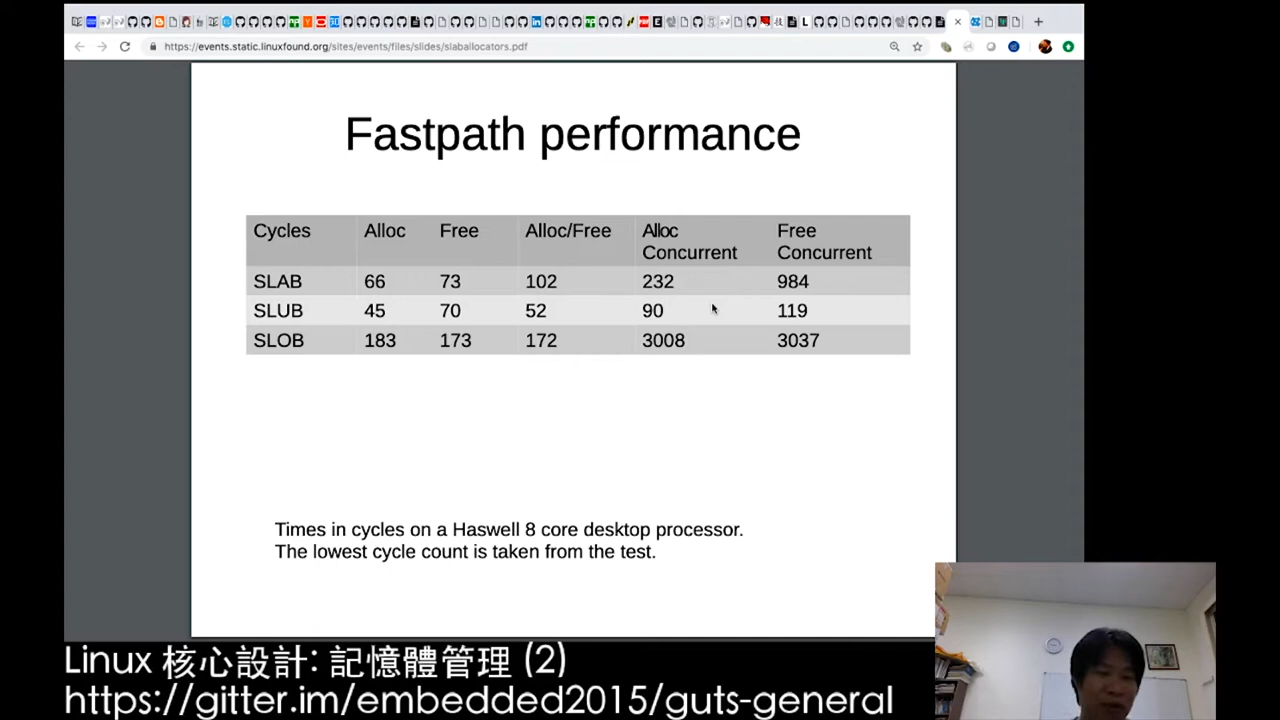 https://events.static.linuxfound.org/sites/events/files/slides/slaballocators.pdf
Fastpath performance
Cycles Alloc Free Alloc/Free Alloc Concurrent Free Concurrent
SLAB 66 73 102 232 984
SLUB 45 70 52 90 119
SLOB 183 173 172 3008 3037
Times in cycles on a Haswell 8 core desktop processor.
The lowest cycle count is taken from the test.
Linux 核心設計: 記憶體管理 (2)
https://gitter.im/embedded2015/guts-general